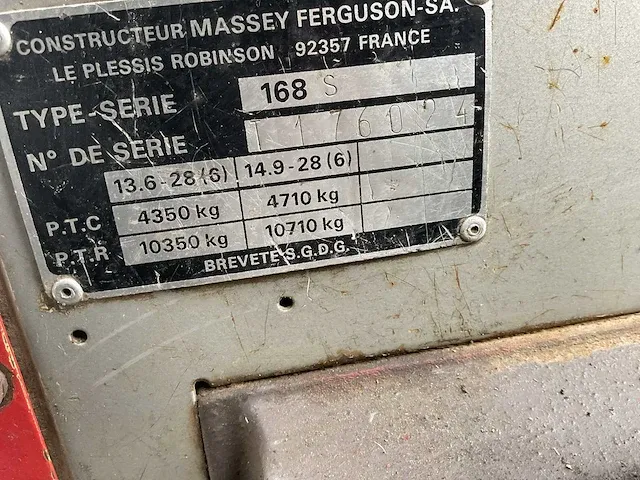 CONSTRUCTEUR MASSEY FERGUSON-SA.
LE PLESSIS ROBINSON 92357 FRANCE
TYPE-SERIE 168 S
N° DE SERIE T176024
13.6-28(6) 14.9-28(6)
P.T.C 4350 kg 4710 kg
P.T.R 10350 kg 10710 kg
BREVETE S.G.D.G.